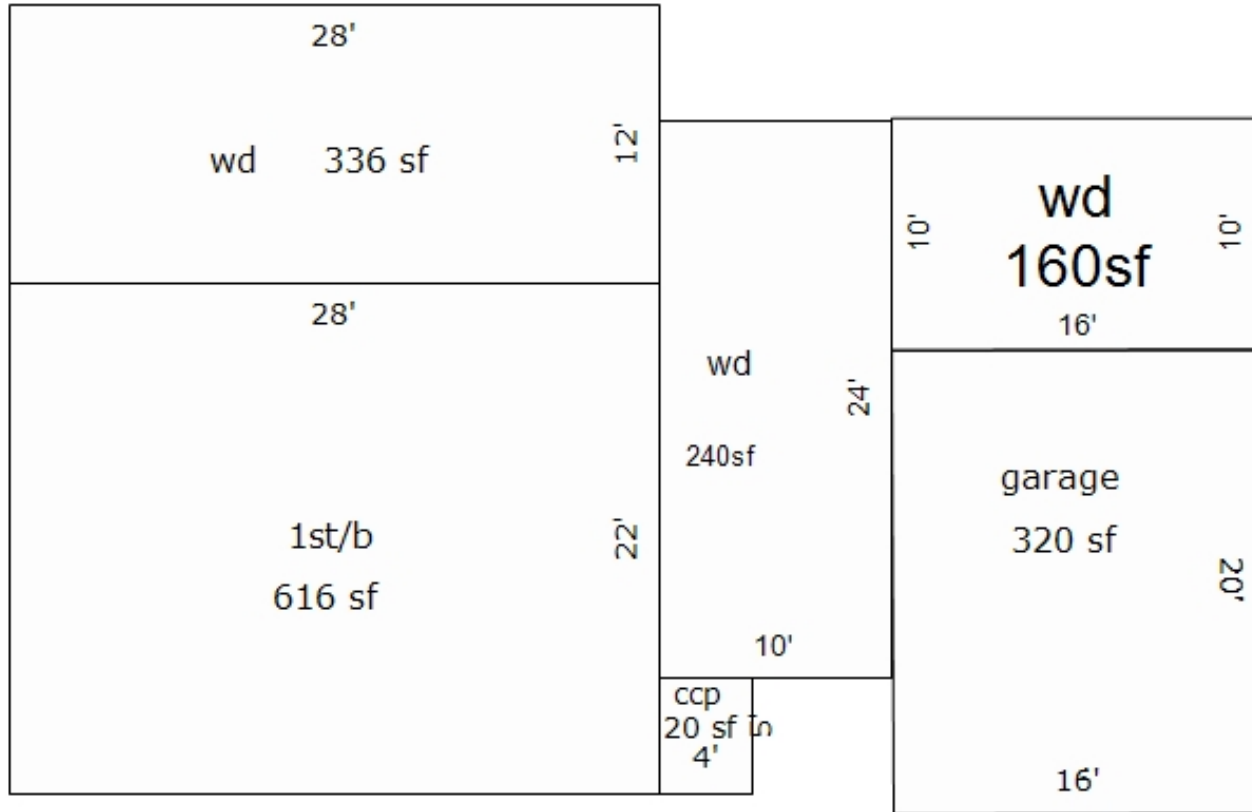 28'
wd 336 sf
12'
28'
1st/b
616 sf
22'
wd
240sf
24'
10'
ccp
20 sf 5'
4'
wd
160sf
10'
10'
16'
garage
320 sf
20'
16'